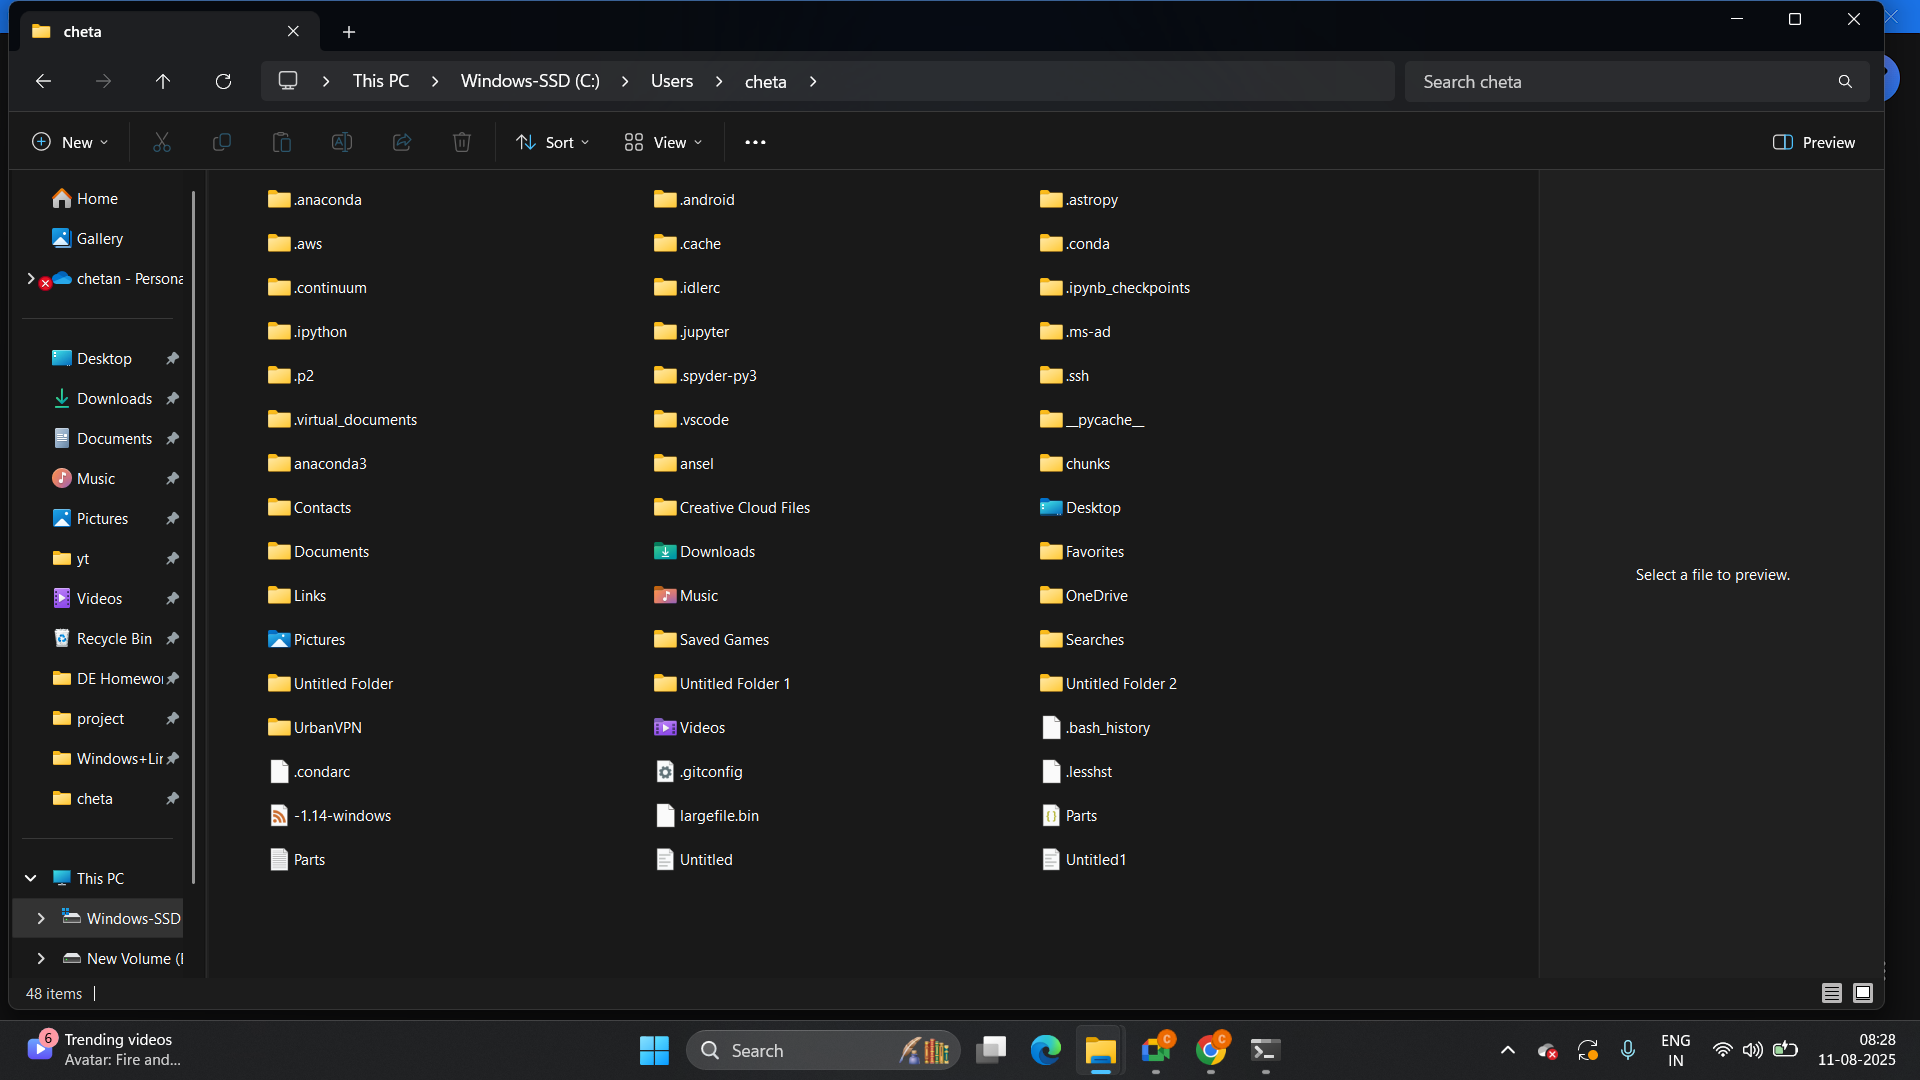 cheta
This PC
Windows-SSD (C:)
Users
cheta
Search cheta
New
Sort
View
Preview
Home
Gallery
chetan - Persona
Desktop
Downloads
Documents
Music
Pictures
yt
Videos
Recycle Bin
DE Homewo
project
Windows+Lin
cheta
This PC
Windows-SSD
New Volume (
.anaconda
.android
.astropy
.aws
.cache
.conda
.continuum
.idlerc
.ipynb_checkpoints
.ipython
.jupyter
.ms-ad
.p2
.spyder-py3
.ssh
.virtual_documents
.vscode
__pycache__
anaconda3
ansel
chunks
Contacts
Creative Cloud Files
Desktop
Documents
Downloads
Favorites
Links
Music
OneDrive
Pictures
Saved Games
Searches
Untitled Folder
Untitled Folder 1
Untitled Folder 2
UrbanVPN
Videos
.bash_history
.condarc
.gitconfig
.lesshst
-1.14-windows
largefile.bin
Parts
Parts
Untitled
Untitled1
Select a file to preview.
48 items
6
Trending videos
Avatar: Fire and...
Search
C
C
ENG
IN
08:28
11-08-2025